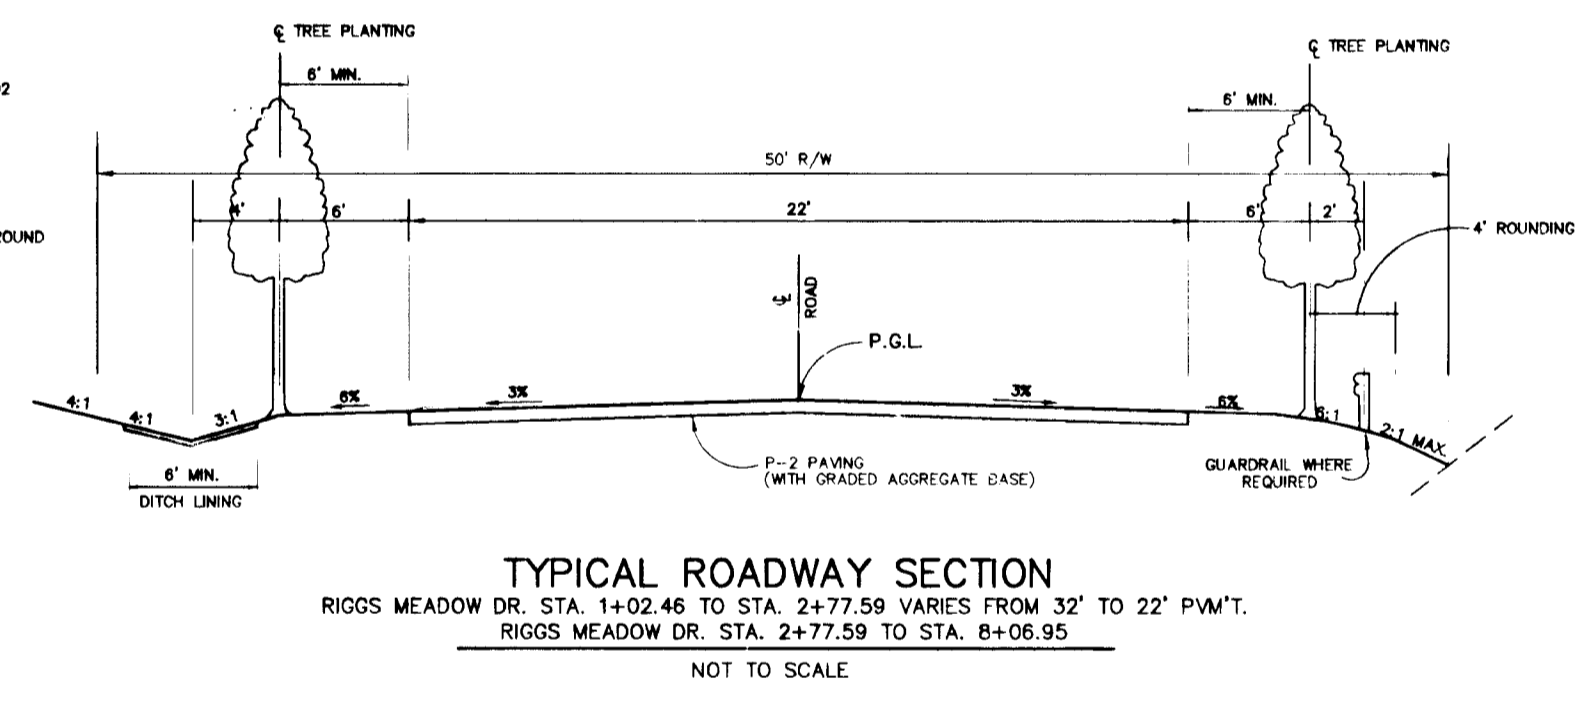 ℄ TREE PLANTING
℄ TREE PLANTING
6' MIN.
6' MIN.
50' R/W
4'
6'
22'
6'
2'
4' ROUNDING
℄ ROAD
P.G.L.
4:1
4:1
3:1
6%
3%
3%
6%
6:1
2:1 MAX.
6' MIN.
DITCH LINING
P-2 PAVING
(WITH GRADED AGGREGATE BASE)
GUARDRAIL WHERE
REQUIRED
TYPICAL ROADWAY SECTION
RIGGS MEADOW DR. STA. 1+02.46 TO STA. 2+77.59 VARIES FROM 32' TO 22' PVM'T.
RIGGS MEADOW DR. STA. 2+77.59 TO STA. 8+06.95
NOT TO SCALE